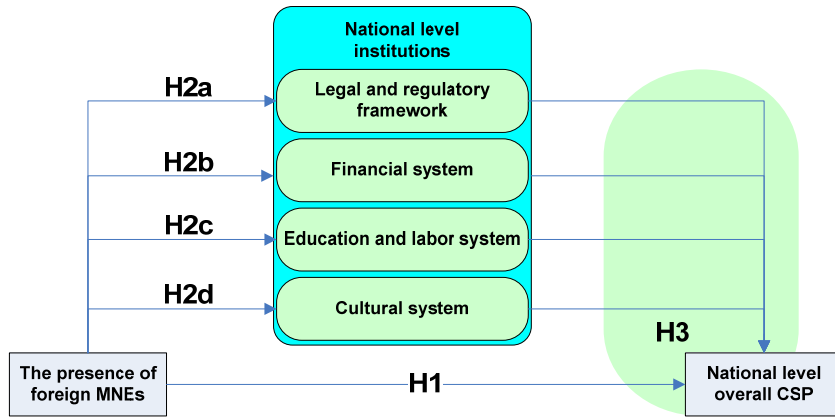 National level
institutions
H2a
Legal and regulatory
framework
H2b
Financial system
H2c
Education and labor system
H2d
Cultural system
H3
The presence of
foreign MNEs
H1
National level
overall CSP